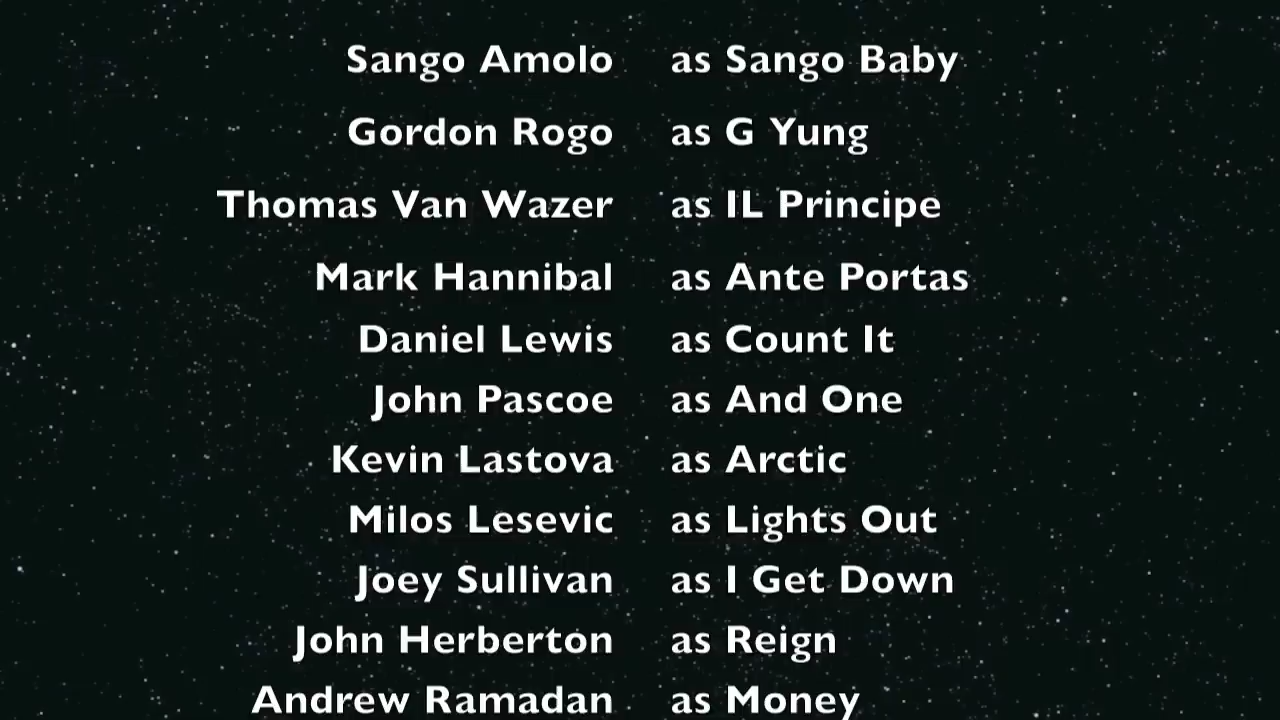 Sango Amolo as Sango Baby
Gordon Rogo as G Yung
Thomas Van Wazer as IL Principe
Mark Hannibal as Ante Portas
Daniel Lewis as Count It
John Pascoe as And One
Kevin Lastova as Arctic
Milos Lesevic as Lights Out
Joey Sullivan as I Get Down
John Herberton as Reign
Andrew Ramadan as Money